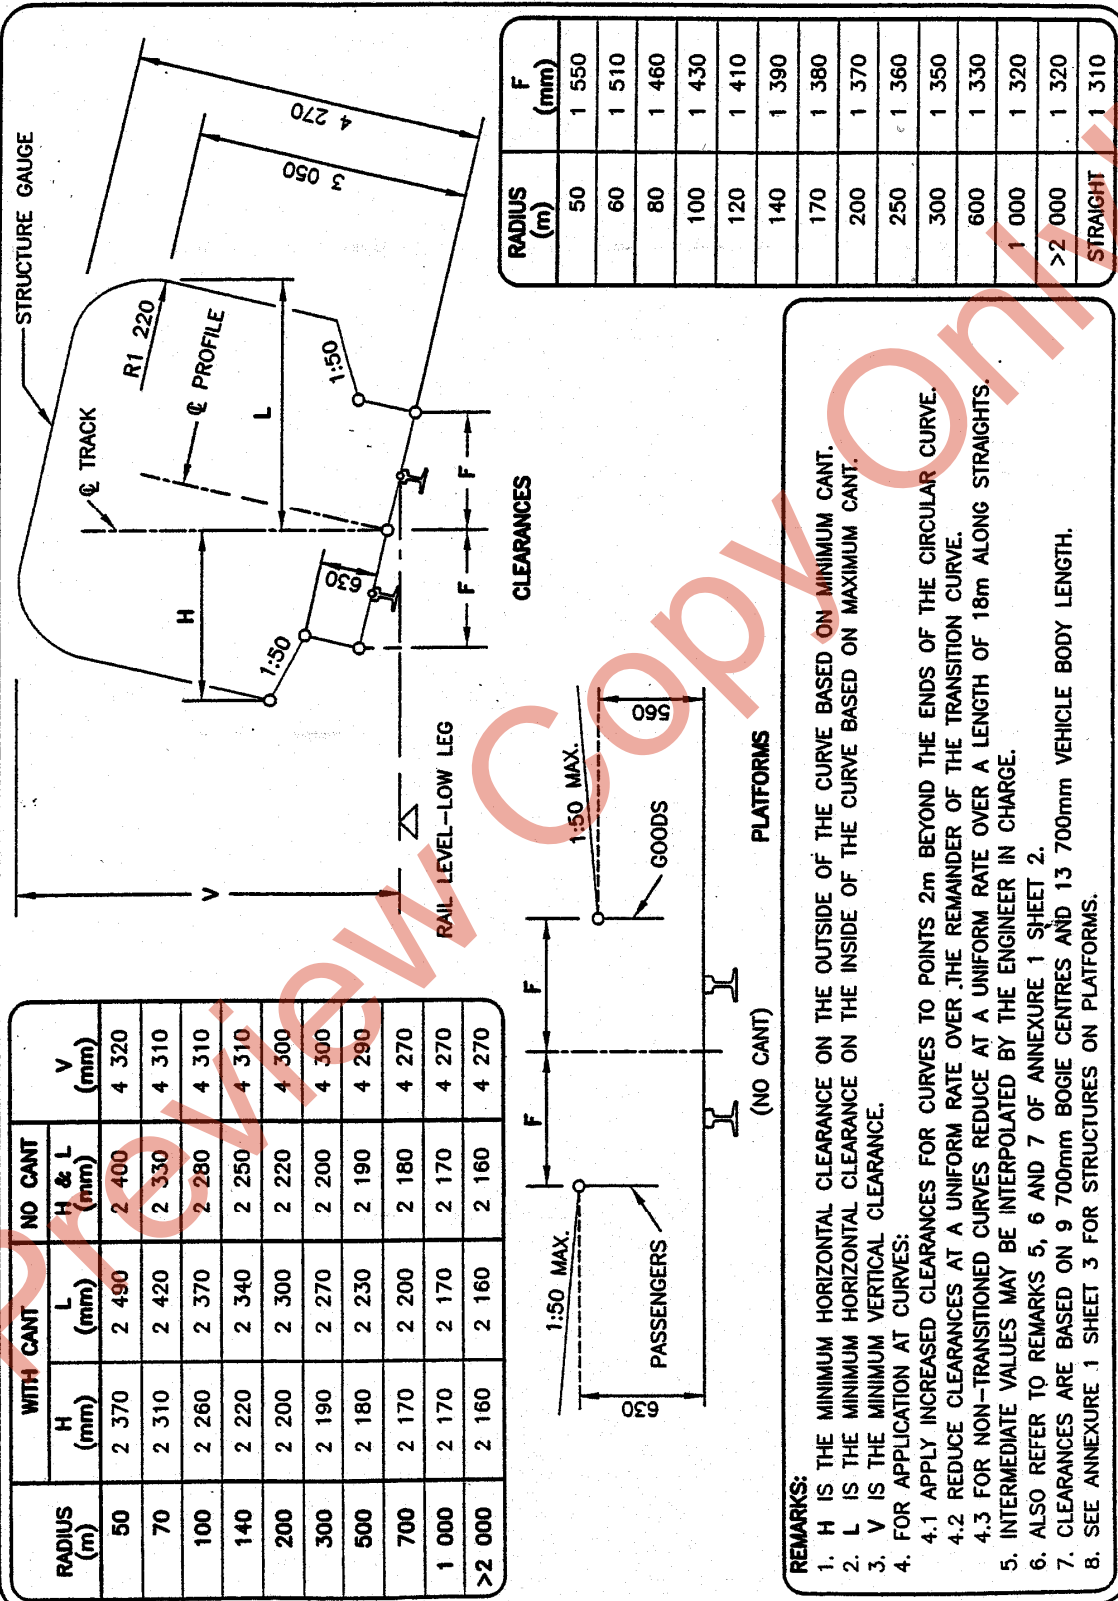 RADIUS (m) | WITH CANT H (mm) | WITH CANT L (mm) | NO CANT H & L (mm) | V (mm)
50 | 2 370 | 2 490 | 2 400 | 4 320
70 | 2 310 | 2 420 | 2 330 | 4 310
100 | 2 260 | 2 370 | 2 280 | 4 310
140 | 2 220 | 2 340 | 2 250 | 4 310
200 | 2 200 | 2 300 | 2 220 | 4 300
300 | 2 190 | 2 270 | 2 200 | 4 300
500 | 2 180 | 2 230 | 2 190 | 4 290
700 | 2 170 | 2 200 | 2 180 | 4 270
1 000 | 2 170 | 2 170 | 2 170 | 4 270
>2 000 | 2 160 | 2 160 | 2 160 | 4 270
STRUCTURE GAUGE
℄ TRACK
R1 220
℄ PROFILE
H
L
V
1:50
1:50
630
F
F
3 050
4 270
RAIL LEVEL-LOW LEG
CLEARANCES
RADIUS (m) | F (mm)
50 | 1 550
60 | 1 510
80 | 1 460
100 | 1 430
120 | 1 410
140 | 1 390
170 | 1 380
200 | 1 370
250 | 1 360
300 | 1 350
600 | 1 330
1 000 | 1 320
>2 000 | 1 320
STRAIGHT | 1 310
1:50 MAX.
1:50 MAX.
F
F
PASSENGERS
GOODS
630
560
(NO CANT)
PLATFORMS
REMARKS:
1. H IS THE MINIMUM HORIZONTAL CLEARANCE ON THE OUTSIDE OF THE CURVE BASED ON MINIMUM CANT.
2. L IS THE MINIMUM HORIZONTAL CLEARANCE ON THE INSIDE OF THE CURVE BASED ON MAXIMUM CANT.
3. V IS THE MINIMUM VERTICAL CLEARANCE.
4. FOR APPLICATION AT CURVES:
4.1 APPLY INCREASED CLEARANCES FOR CURVES TO POINTS 2m BEYOND THE ENDS OF THE CIRCULAR CURVE.
4.2 REDUCE CLEARANCES AT A UNIFORM RATE OVER THE REMAINDER OF THE TRANSITION CURVE.
4.3 FOR NON-TRANSITIONED CURVES REDUCE AT A UNIFORM RATE OVER A LENGTH OF 18m ALONG STRAIGHTS.
5. INTERMEDIATE VALUES MAY BE INTERPOLATED BY THE ENGINEER IN CHARGE.
6. ALSO REFER TO REMARKS 5, 6 AND 7 OF ANNEXURE 1 SHEET 2.
7. CLEARANCES ARE BASED ON 9 700mm BOGIE CENTRES AND 13 700mm VEHICLE BODY LENGTH.
8. SEE ANNEXURE 1 SHEET 3 FOR STRUCTURES ON PLATFORMS.
Preview Copy Only